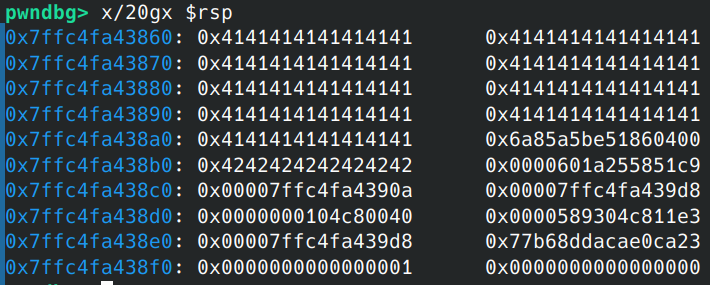 pwndbg> x/20gx $rsp
0x7ffc4fa43860: 0x4141414141414141 0x4141414141414141
0x7ffc4fa43870: 0x4141414141414141 0x4141414141414141
0x7ffc4fa43880: 0x4141414141414141 0x4141414141414141
0x7ffc4fa43890: 0x4141414141414141 0x4141414141414141
0x7ffc4fa438a0: 0x4141414141414141 0x6a85a5be51860400
0x7ffc4fa438b0: 0x4242424242424242 0x0000601a255851c9
0x7ffc4fa438c0: 0x00007ffc4fa4390a 0x00007ffc4fa439d8
0x7ffc4fa438d0: 0x0000000104c80040 0x0000589304c811e3
0x7ffc4fa438e0: 0x00007ffc4fa439d8 0x77b68ddacae0ca23
0x7ffc4fa438f0: 0x0000000000000001 0x0000000000000000